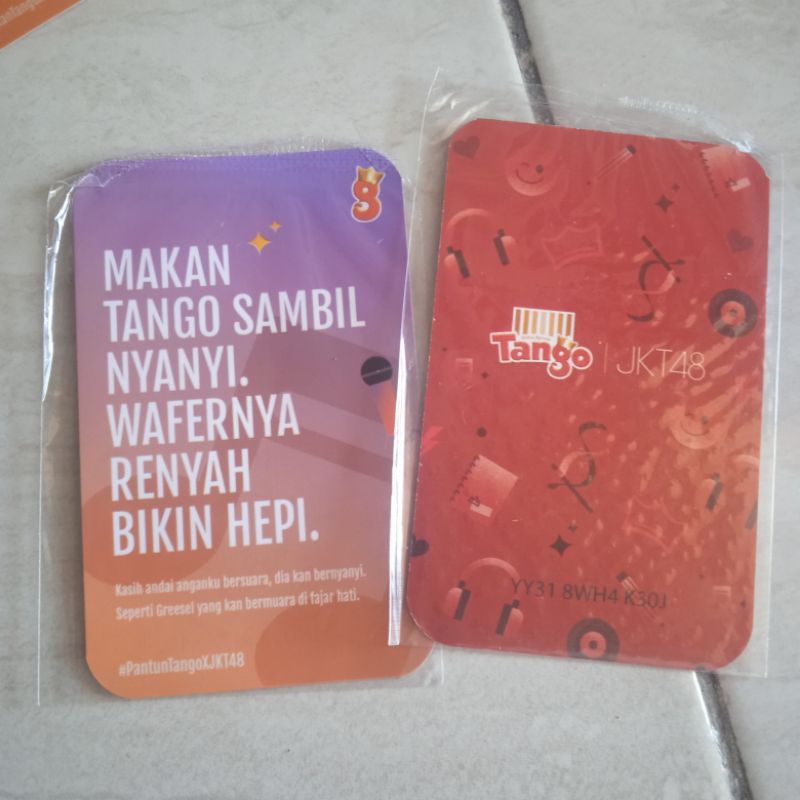 MAKAN
TANGO SAMBIL
NYANYI.
WAFERNYA
RENYAH
BIKIN HEPI.
Kasih andai anganku bersuara, dia kan bernyanyi.
Seperti Greesel yang kan bermuara di fajar hati.
#PantunTangoXJKT48
Tango | JKT48
YY31 8WH4 K30J